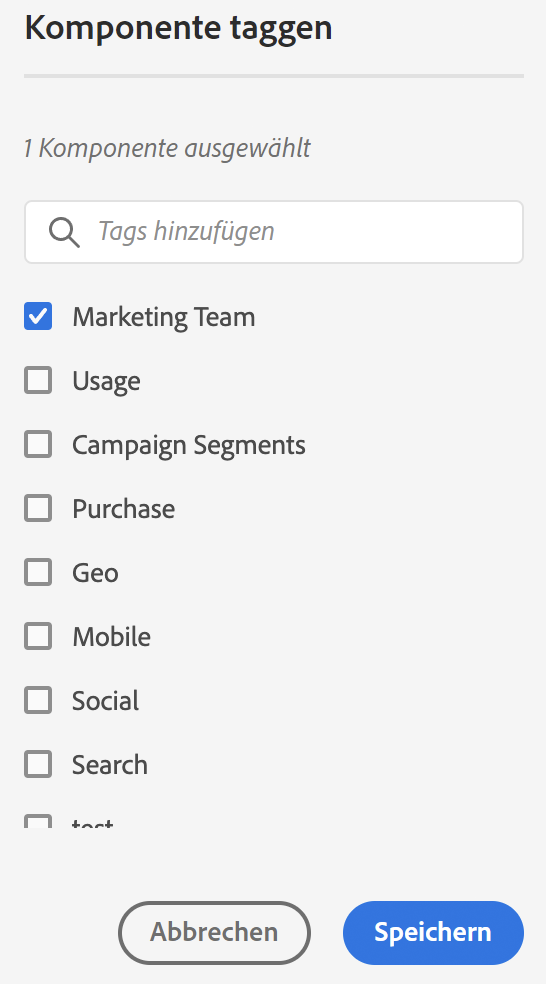 Komponente taggen
1 Komponente ausgewählt
Tags hinzufügen
Marketing Team
Usage
Campaign Segments
Purchase
Geo
Mobile
Social
Search
test
Abbrechen
Speichern